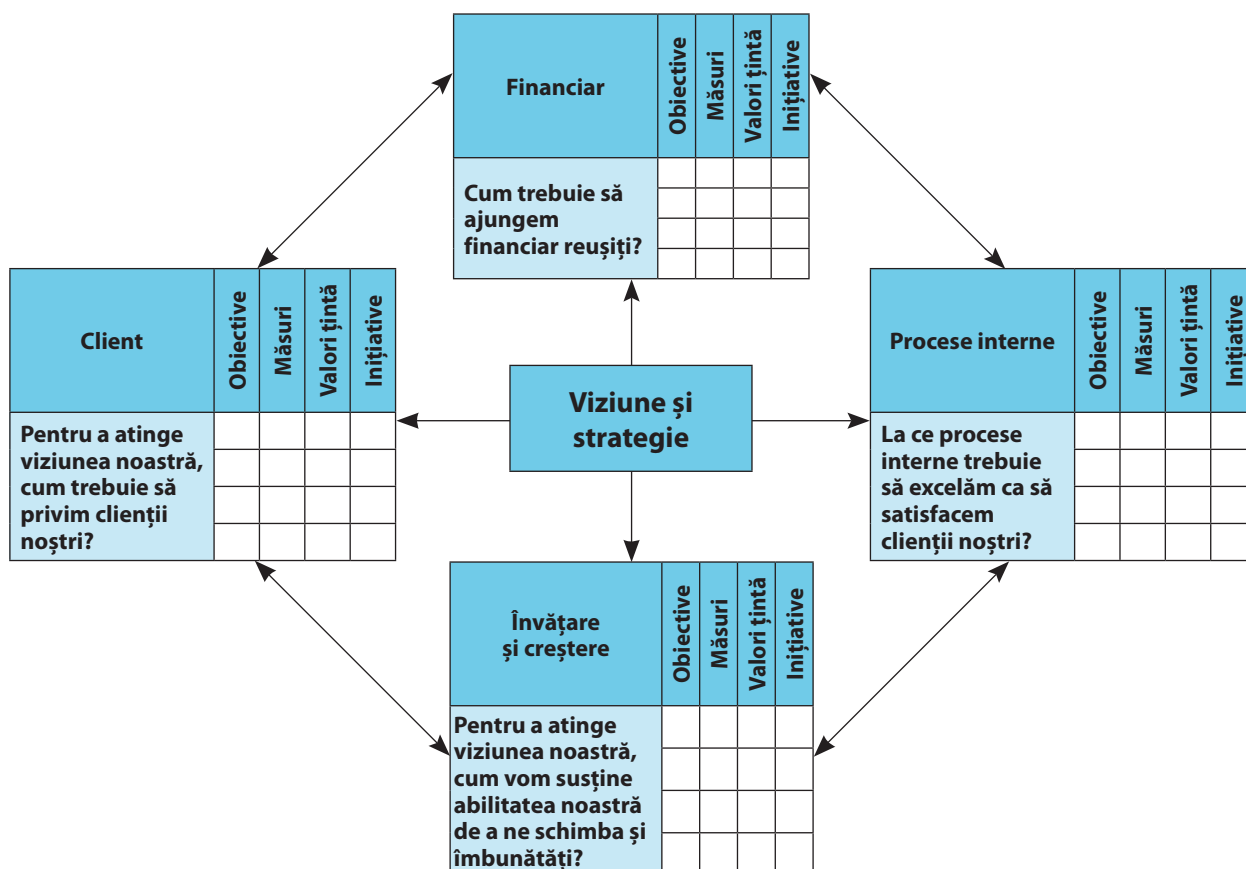 Financiar
Obiective
Măsuri
Valori țintă
Inițiative
Cum trebuie să
ajungem
financiar reușiți?
Client
Obiective
Măsuri
Valori țintă
Inițiative
Pentru a atinge
viziunea noastră,
cum trebuie să
privim clienții
noștri?
Viziune și
strategie
Procese interne
Obiective
Măsuri
Valori țintă
Inițiative
La ce procese
interne trebuie
să excelăm ca să
satisfacem
clienții noștri?
Învățare
și creștere
Obiective
Măsuri
Valori țintă
Inițiative
Pentru a atinge
viziunea noastră,
cum vom susține
abilitatea noastră
de a ne schimba și
îmbunătăți?